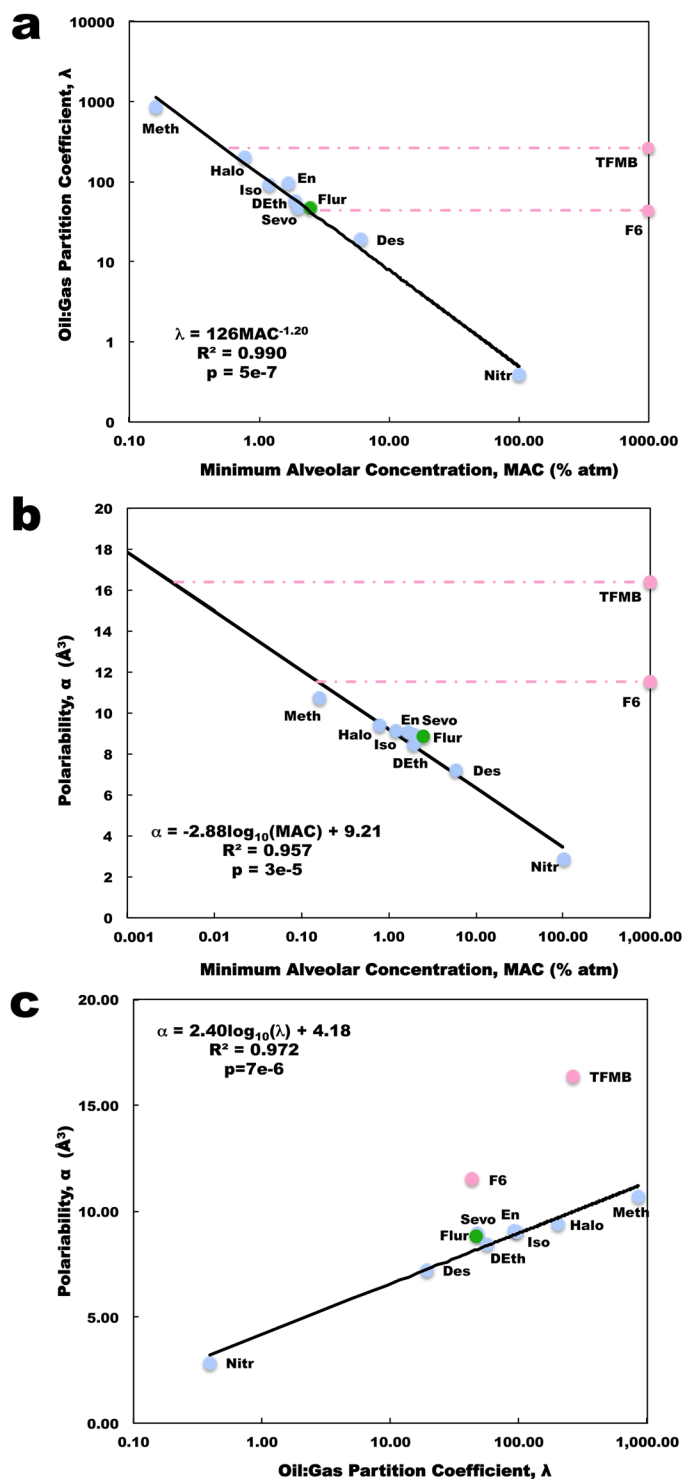 a
Oil:Gas Partition Coefficient, λ
10000
1000
100
10
1
0
Meth
Halo
Iso
En
DEth
Flur
Sevo
Des
Nitr
TFMB
F6
λ = 126MAC-1.20
R² = 0.990
p = 5e-7
0.10 1.00 10.00 100.00 1000.00
Minimum Alveolar Concentration, MAC (% atm)
b
Polariability, α (Å³)
20
18
16
14
12
10
8
6
4
2
0
TFMB
F6
Meth
Halo
En Sevo
Iso
Flur
DEth
Des
Nitr
α = -2.88log₁₀(MAC) + 9.21
R² = 0.957
p = 3e-5
0.001 0.01 0.10 1.00 10.00 100.00 1,000.00
Minimum Alveolar Concentration, MAC (% atm)
c
Polariability, α (Å³)
20.00
15.00
10.00
5.00
0.00
α = 2.40log₁₀(λ) + 4.18
R² = 0.972
p=7e-6
TFMB
F6
Sevo
En
Flur
Iso
Halo
Meth
DEth
Des
Nitr
0.10 1.00 10.00 100.00 1,000.00
Oil:Gas Partition Coefficient, λ